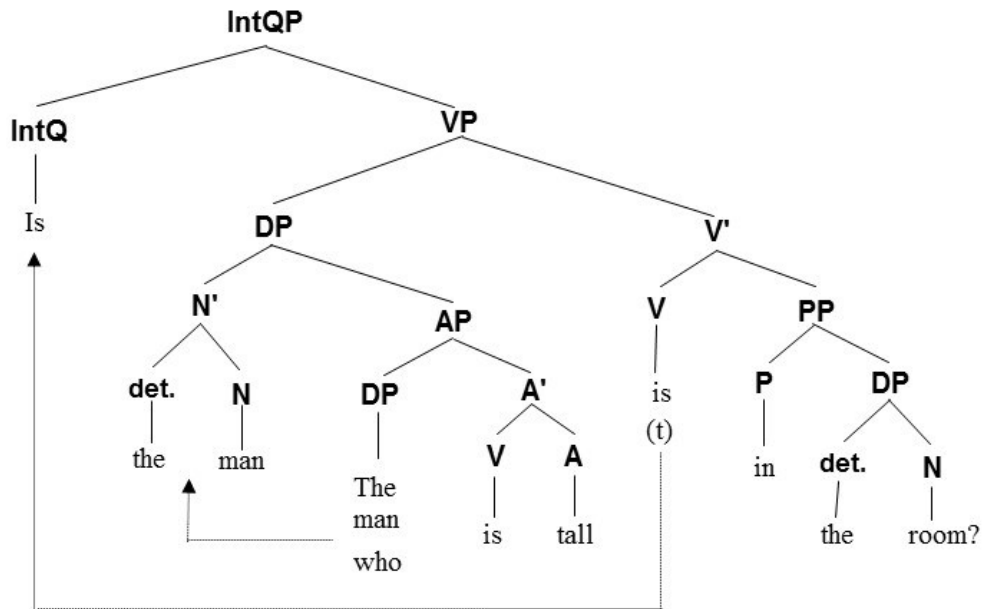 IntQP
IntQ VP
Is DP V'
N' AP V PP
det. N DP A' is P DP
the man The man who V A (t) in det. N
is tall the room?